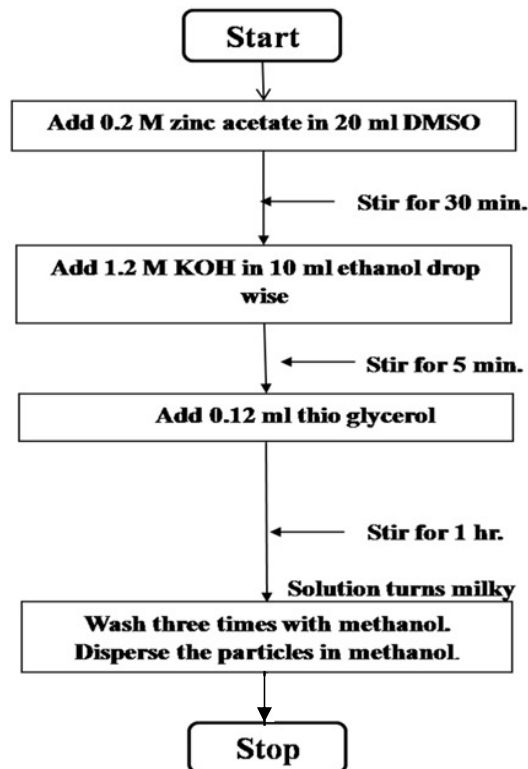 Start
Add 0.2 M zinc acetate in 20 ml DMSO
Stir for 30 min.
Add 1.2 M KOH in 10 ml ethanol drop
wise
Stir for 5 min.
Add 0.12 ml thio glycerol
Stir for 1 hr.
Solution turns milky
Wash three times with methanol.
Disperse the particles in methanol.
Stop